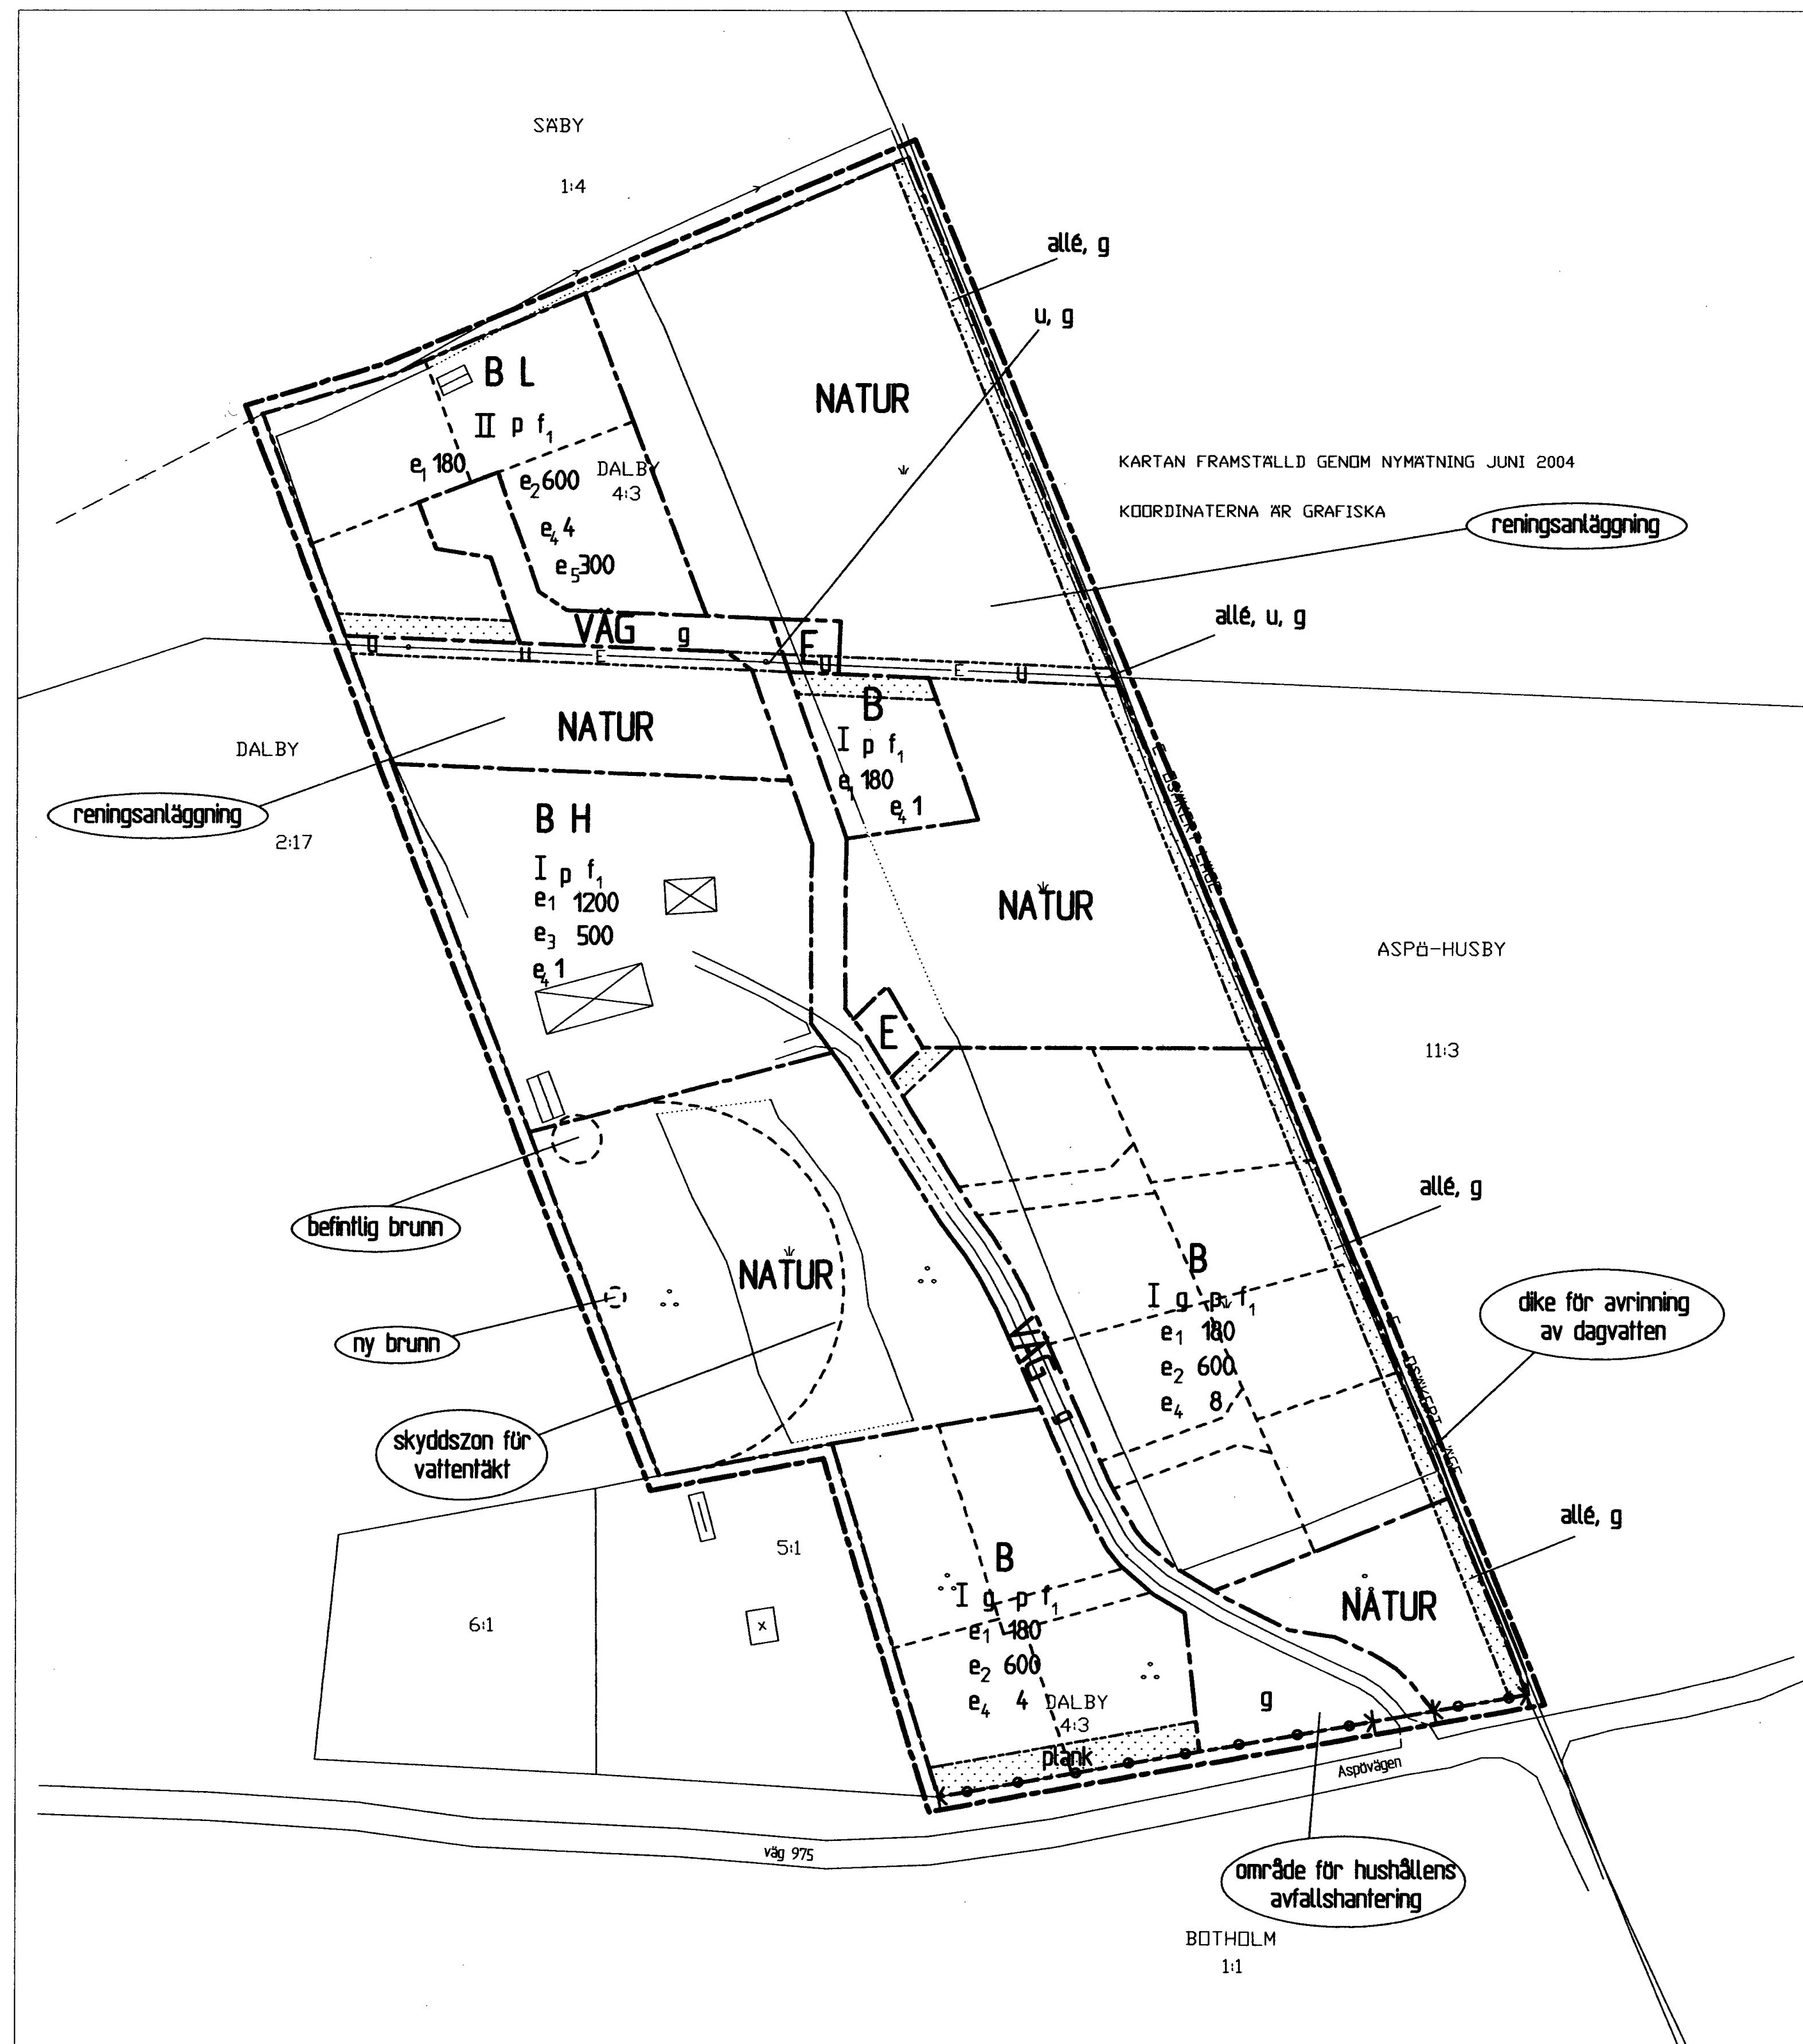 SÄBY
1:4
allé, g
u, g
B L
II p f1
e1 180
e2 600
DALBY
4:3
e4 4
e5 300
NATUR
KARTAN FRAMSTÄLLD GENOM NYMÄTNING JUNI 2004
KOORDINATERNA ÄR GRAFISKA
reningsanläggning
allé, u, g
VÄG g
E
u u E u E u
NATUR
B
I p f1
e1 180
e4 1
DALBY
2:17
reningsanläggning
B H
I p f1
e1 1200
e3 500
e4 1
NATUR
OSÄKERT LÄGE
ASPÖ-HUSBY
11:3
E
befintlig brunn
allé, g
NATUR
ny brunn
B
I g p f1
e1 180
e2 600
e4 8
VÄG g
dike för avrinning
av dagvatten
OSÄKERT LÄGE
skyddszon för
vattentäkt
allé, g
5:1
6:1
B
I g p f1
e1 180
e2 600
e4 4
DALBY
4:3
NATUR
g
plank
Aspövägen
väg 975
område för hushållens
avfallshantering
BOTHOLM
1:1